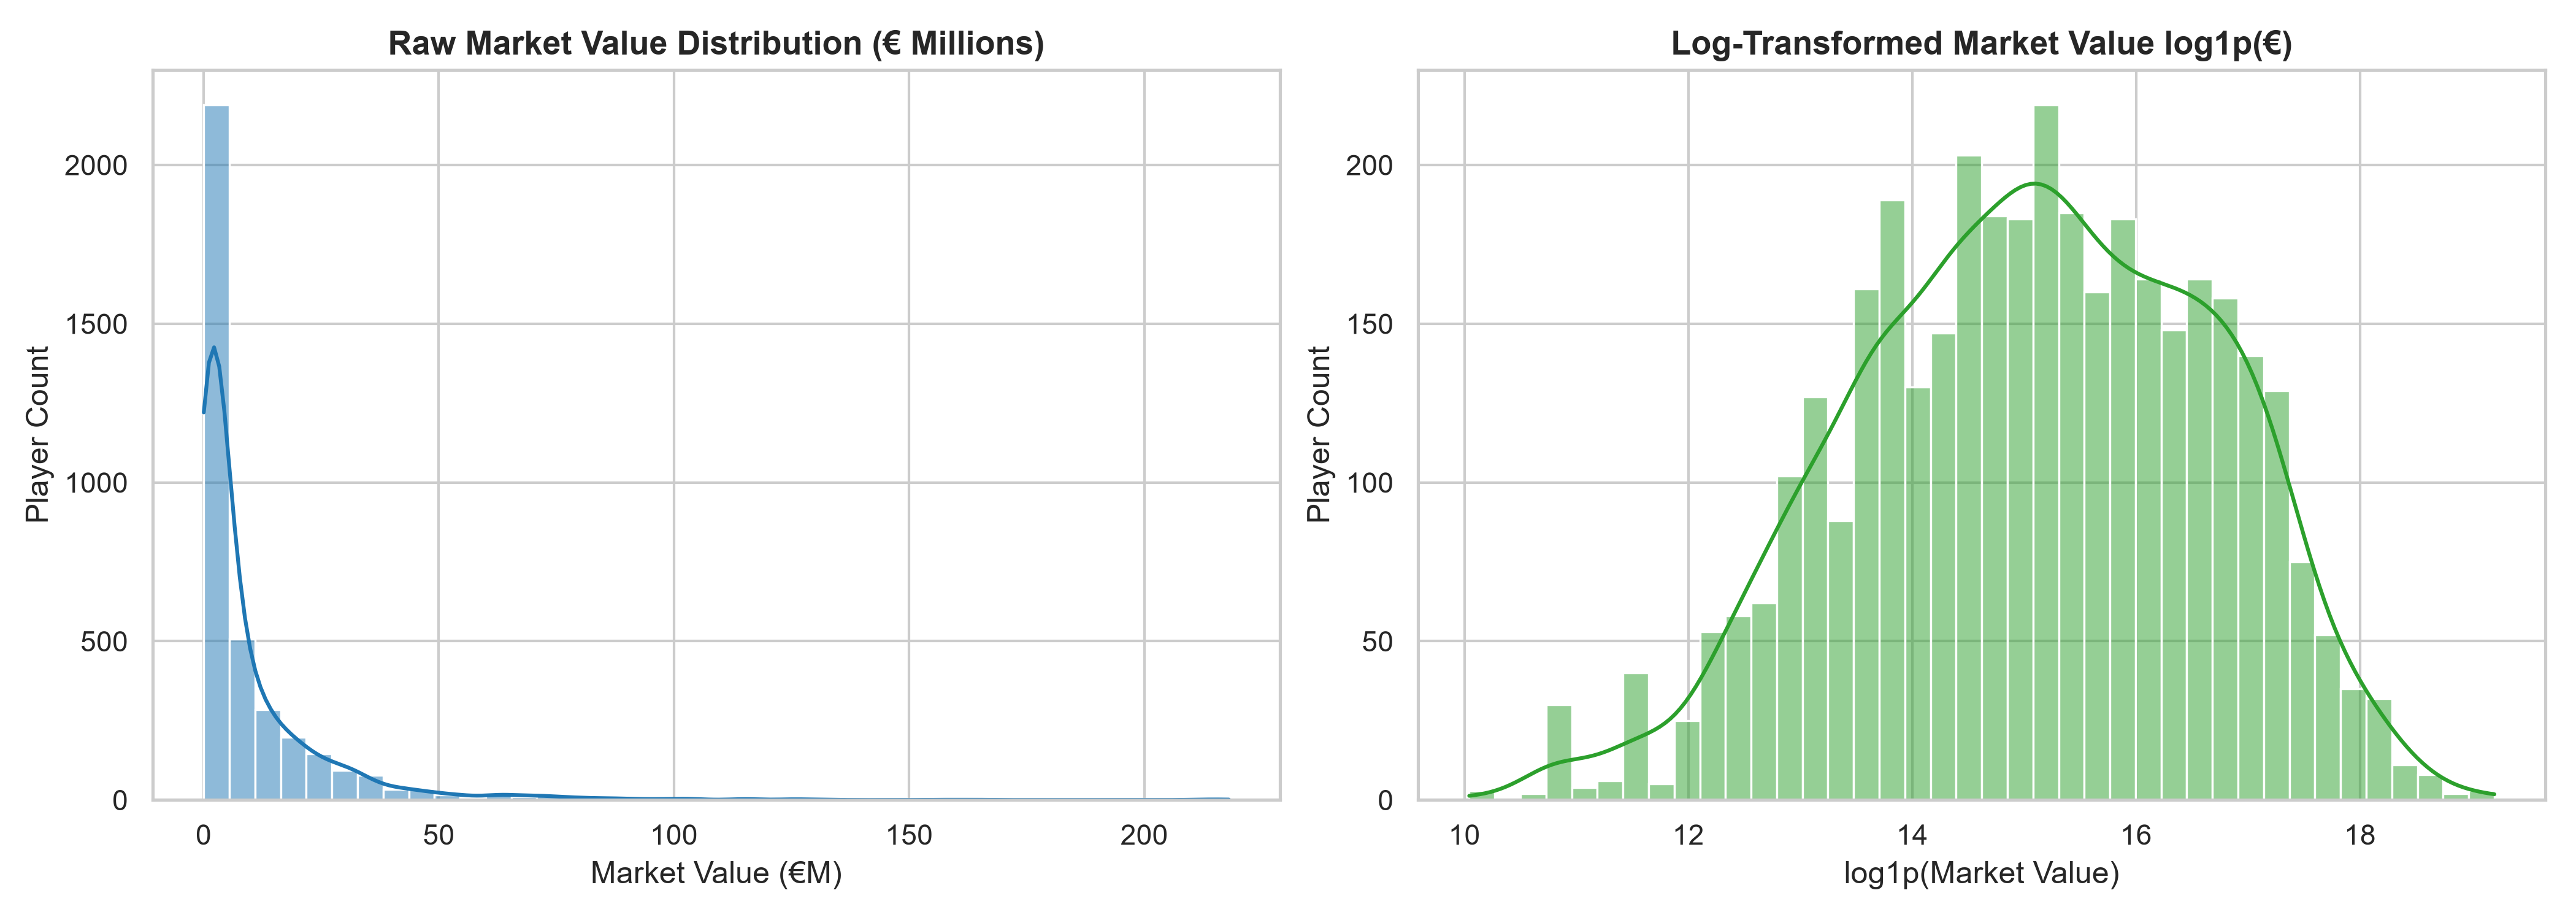 Raw Market Value Distribution (€ Millions)
Player Count
2000
1500
1000
500
0
0 50 100 150 200
Market Value (€M)
Log-Transformed Market Value log1p(€)
Player Count
200
150
100
50
0
10 12 14 16 18
log1p(Market Value)